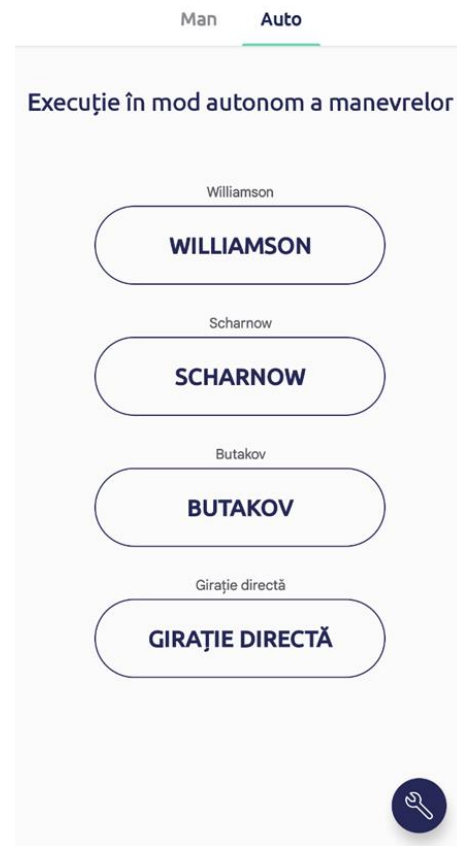 Man Auto
Execuție în mod autonom a manevrelor
Williamson
WILLIAMSON
Scharnow
SCHARNOW
Butakov
BUTAKOV
Girație directă
GIRAȚIE DIRECTĂ